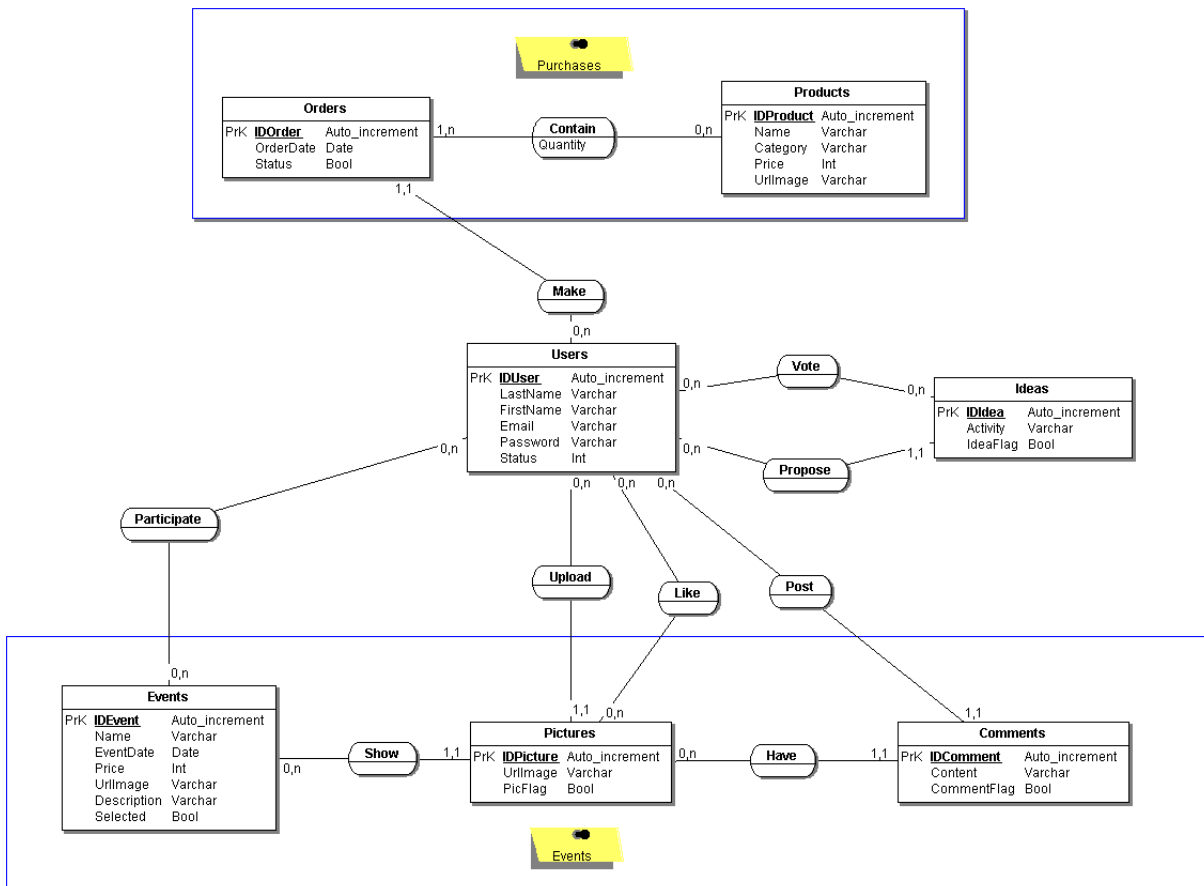 Purchases
Orders
PrK IDOrder Auto_increment
OrderDate Date
Status Bool
1,n
Contain
Quantity
0,n
Products
PrK IDProduct Auto_increment
Name Varchar
Category Varchar
Price Int
UrlImage Varchar
1,1
Make
0,n
Users
PrK IDUser Auto_increment
LastName Varchar
FirstName Varchar
Email Varchar
Password Varchar
Status Int
0,n
Vote
0,n
Ideas
PrK IDIdea Auto_increment
Activity Varchar
IdeaFlag Bool
0,n
Propose
1,1
0,n
Participate
0,n
0,n
Upload
1,1
0,n
Like
0,n
0,n
Post
1,1
Events
PrK IDEvent Auto_increment
Name Varchar
EventDate Date
Price Int
UrlImage Varchar
Description Varchar
Selected Bool
0,n
Show
1,1
Pictures
PrK IDPicture Auto_increment
UrlImage Varchar
PicFlag Bool
0,n
Have
1,1
Comments
PrK IDComment Auto_increment
Content Varchar
CommentFlag Bool
Events